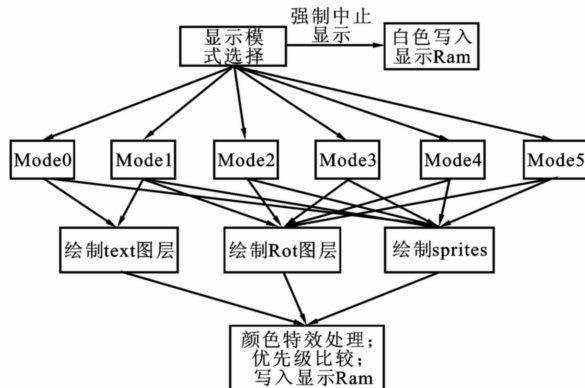 显示模
式选择
强制中止
显示
白色写入
显示Ram
Mode0
Mode1
Mode2
Mode3
Mode4
Mode5
绘制text图层
绘制Rot图层
绘制sprites
颜色特效处理；
优先级比较；
写入显示Ram